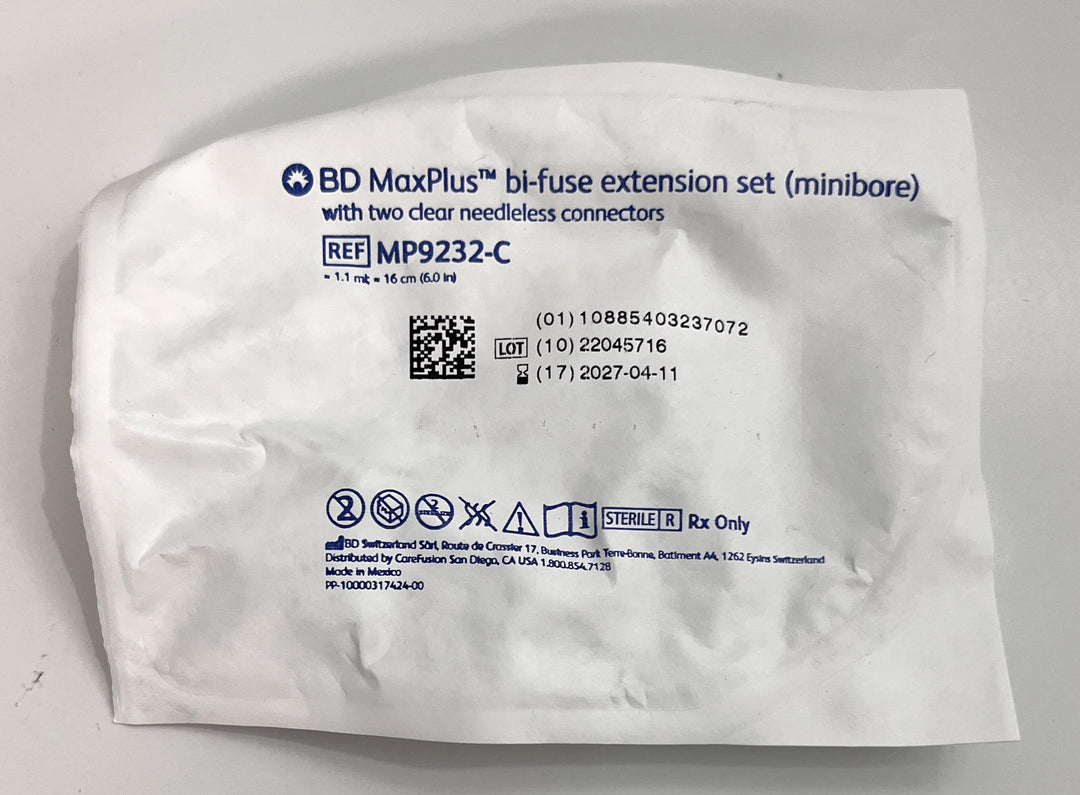 BD MaxPlus™ bi-fuse extension set (minibore)
with two clear needleless connectors
REF MP9232-C
≈ 1.1 mL ≈ 16 cm (6.0 in)
(01) 10885403237072
LOT (10) 22045716
(17) 2027-04-11
STERILE R Rx Only
BD Switzerland Sàrl, Route de Crassier 17, Business Park Terre-Bonne, Batiment A4, 1262 Eysins Switzerland
Distributed by CareFusion San Diego, CA USA 1.800.854.7128
Made in Mexico
PP-10000317424-00